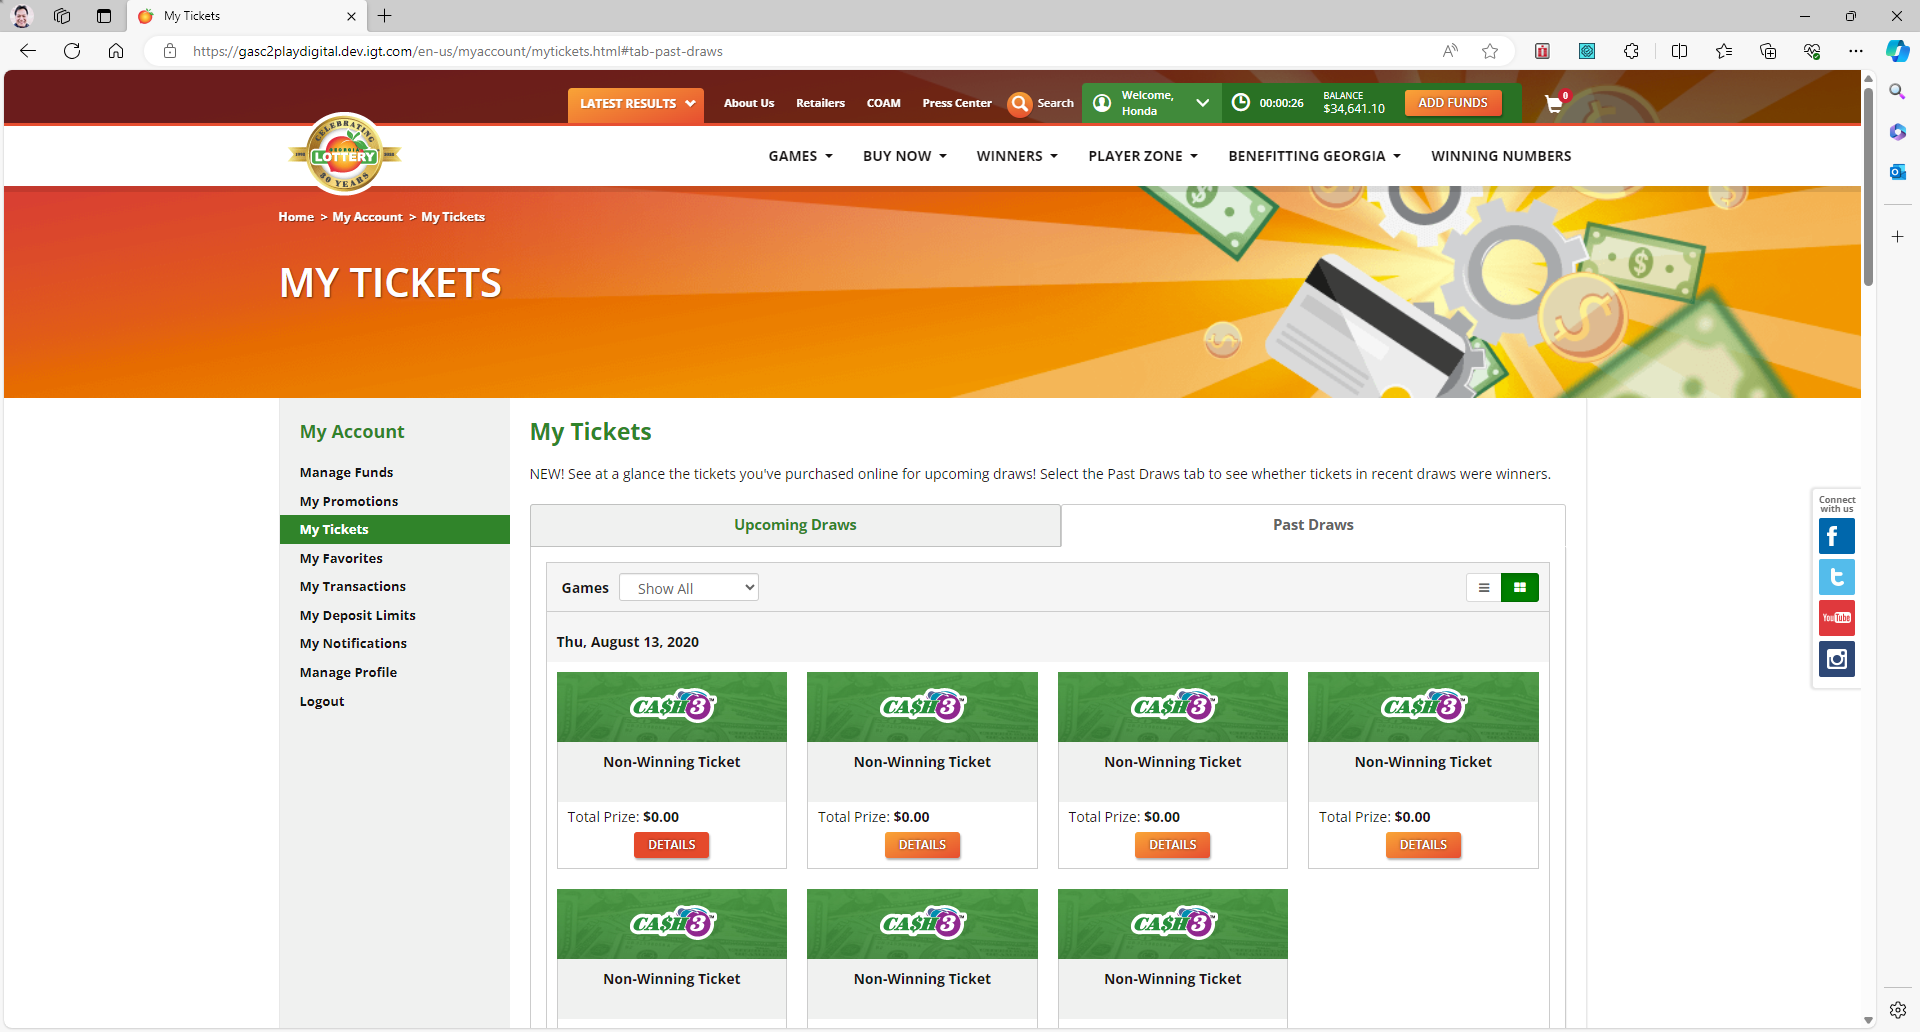 My Tickets
https://gasc2playdigital.dev.igt.com/en-us/myaccount/mytickets.html#tab-past-draws
LATEST RESULTS
About Us
Retailers
COAM
Press Center
Search
Welcome,
Honda
00:00:26
BALANCE
$34,641.10
ADD FUNDS
0
CELEBRATING
GEORGIA
LOTTERY
30 YEARS
GAMES
BUY NOW
WINNERS
PLAYER ZONE
BENEFITTING GEORGIA
WINNING NUMBERS
Home > My Account > My Tickets
MY TICKETS
My Account
Manage Funds
My Promotions
My Tickets
My Favorites
My Transactions
My Deposit Limits
My Notifications
Manage Profile
Logout
My Tickets
NEW! See at a glance the tickets you've purchased online for upcoming draws! Select the Past Draws tab to see whether tickets in recent draws were winners.
Upcoming Draws
Past Draws
Games
Show All
Thu, August 13, 2020
CA$H 3
CA$H 3
CA$H 3
CA$H 3
Non-Winning Ticket
Non-Winning Ticket
Non-Winning Ticket
Non-Winning Ticket
Total Prize: $0.00
Total Prize: $0.00
Total Prize: $0.00
Total Prize: $0.00
DETAILS
DETAILS
DETAILS
DETAILS
CA$H 3
CA$H 3
CA$H 3
Non-Winning Ticket
Non-Winning Ticket
Non-Winning Ticket
Connect
with us
YouTube